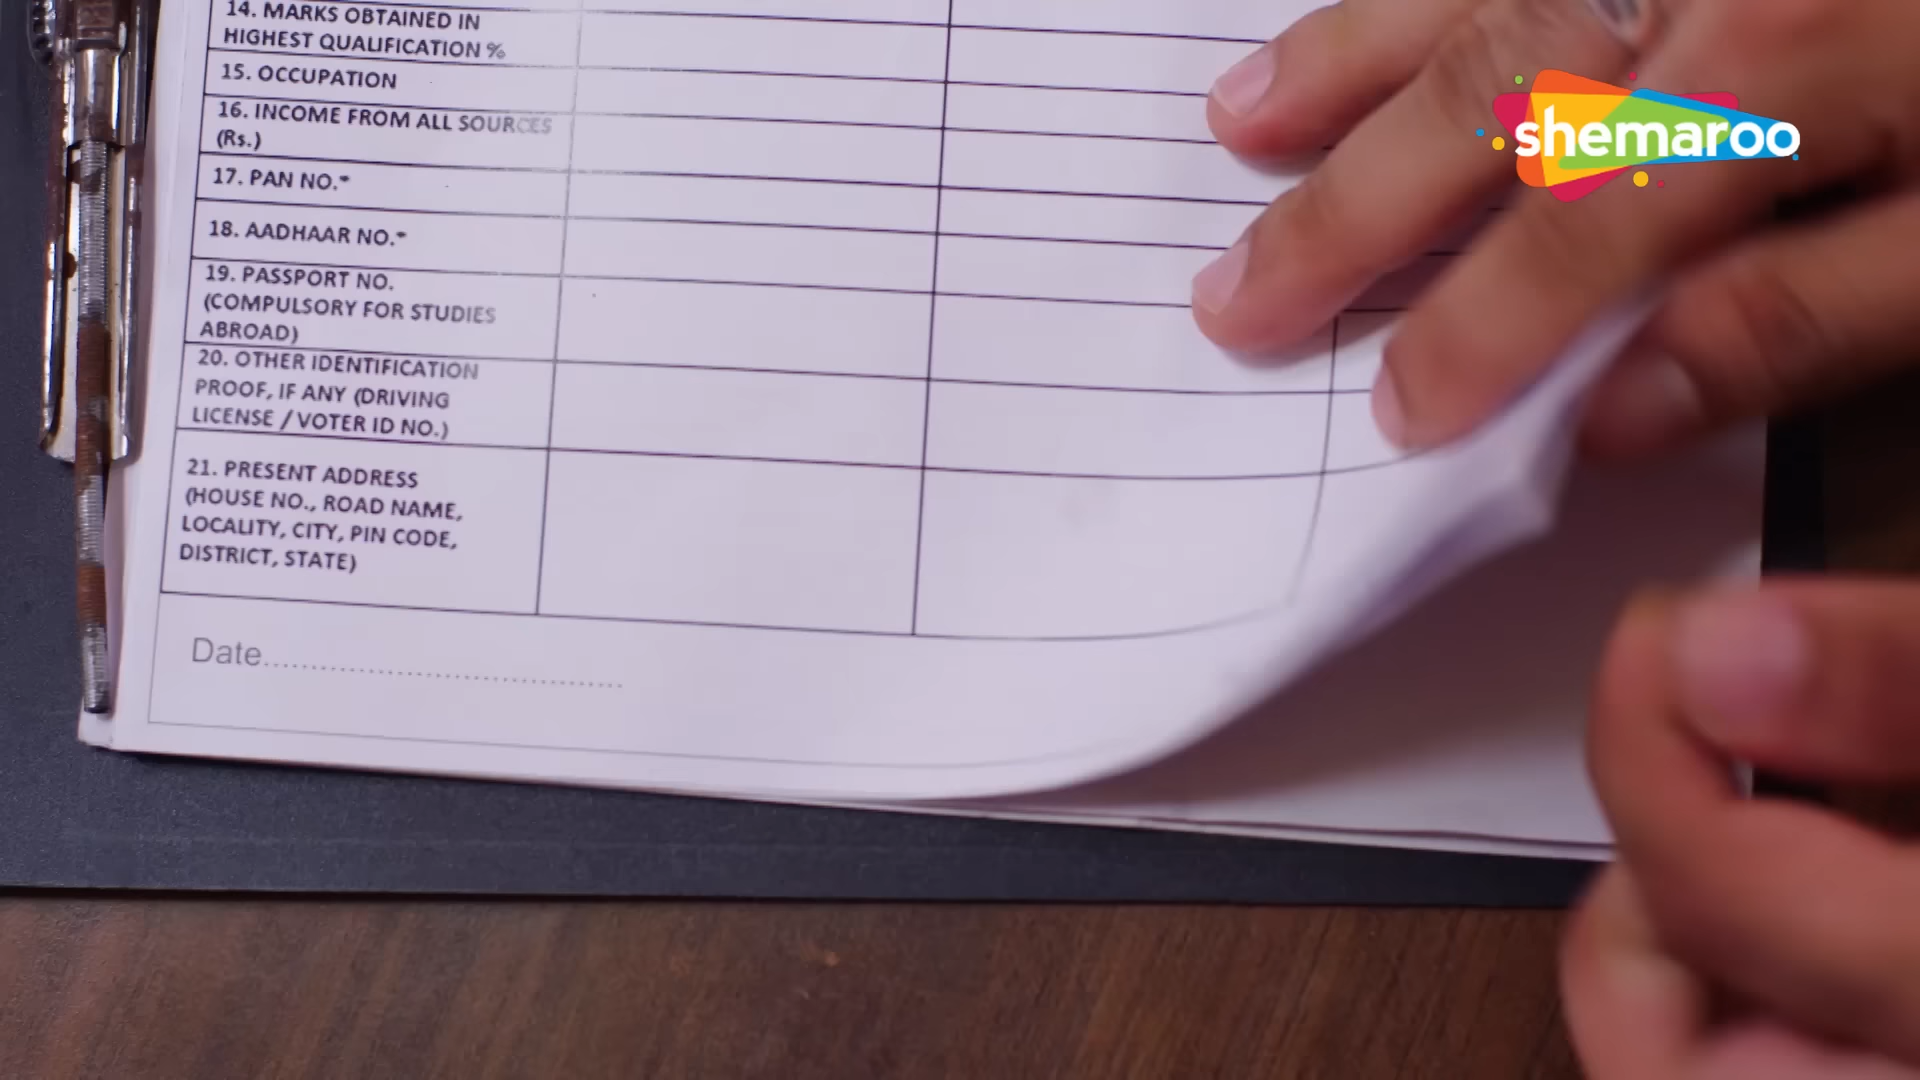 14. MARKS OBTAINED IN
HIGHEST QUALIFICATION %
15. OCCUPATION
16. INCOME FROM ALL SOURCES
(Rs.)
17. PAN NO.*
18. AADHAAR NO.*
19. PASSPORT NO.
(COMPULSORY FOR STUDIES
ABROAD)
20. OTHER IDENTIFICATION
PROOF, IF ANY (DRIVING
LICENSE / VOTER ID NO.)
21. PRESENT ADDRESS
(HOUSE NO., ROAD NAME,
LOCALITY, CITY, PIN CODE,
DISTRICT, STATE)
Date.......................................
shemaroo